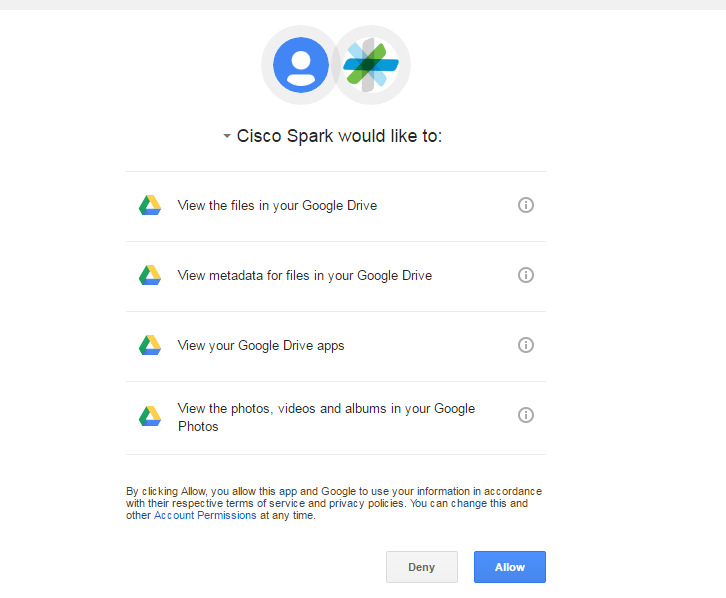 Cisco Spark would like to:
View the files in your Google Drive
View metadata for files in your Google Drive
View your Google Drive apps
View the photos, videos and albums in your Google
Photos
By clicking Allow, you allow this app and Google to use your information in accordance
with their respective terms of service and privacy policies. You can change this and
other Account Permissions at any time.
Deny
Allow